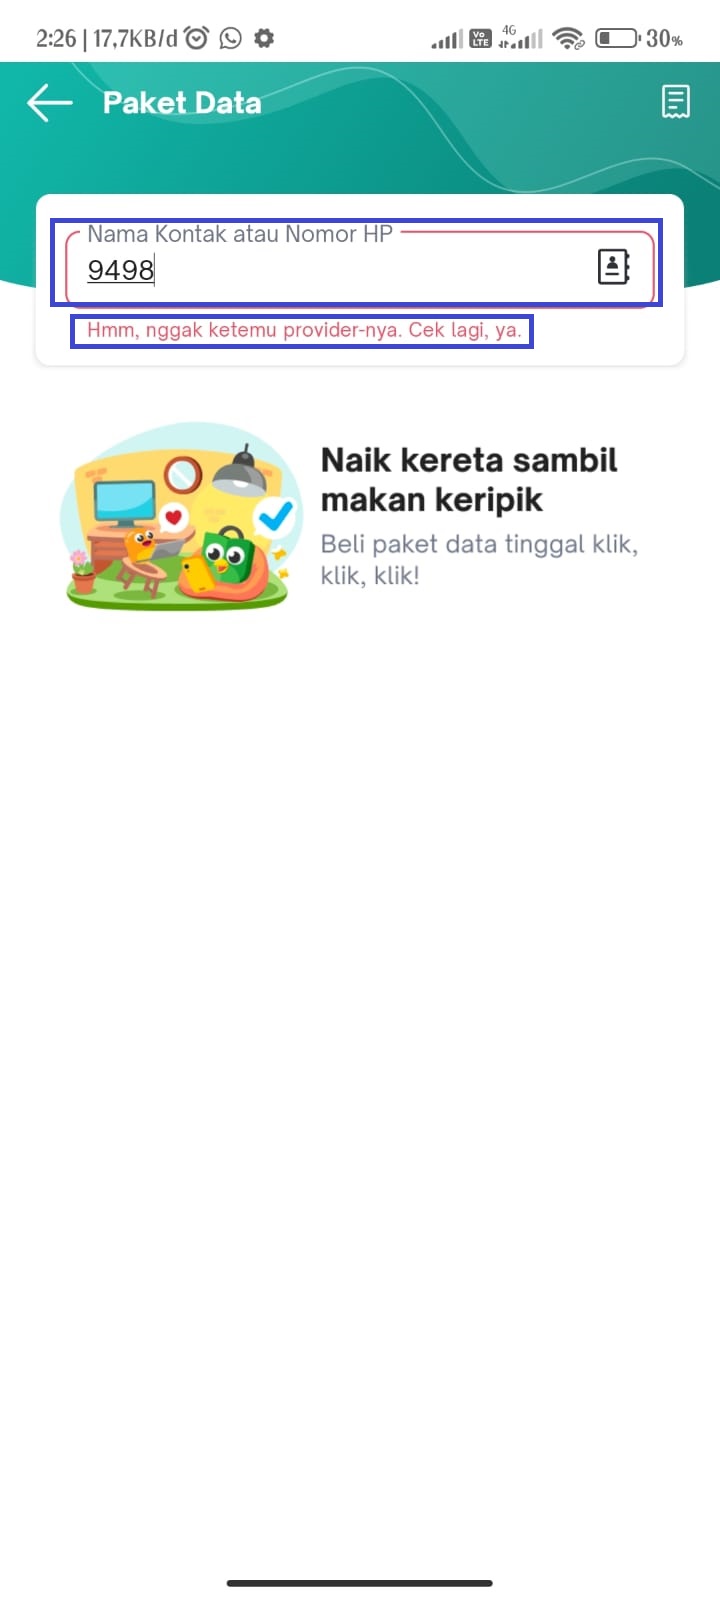 2:26 | 17,7KB/d
Vo LTE 4G 30%
Paket Data
Nama Kontak atau Nomor HP
9498
Hmm, nggak ketemu provider-nya. Cek lagi, ya.
Naik kereta sambil
makan keripik
Beli paket data tinggal klik,
klik, klik!